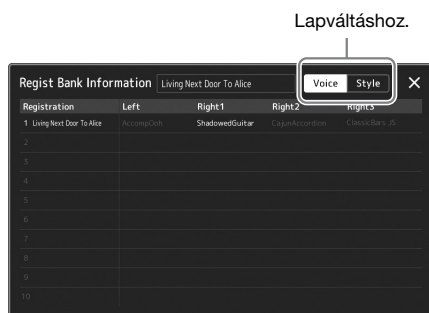 Lapváltáshoz.
Regist Bank Information Living Next Door To Alice Voice Style
Registration Left Right1 Right2 Right3
1 Living Next Door To Alice AccompOoh ShadowedGuitar CajunAccordion ClassicBars JS
2
3
4
5
6
7
8
9
10